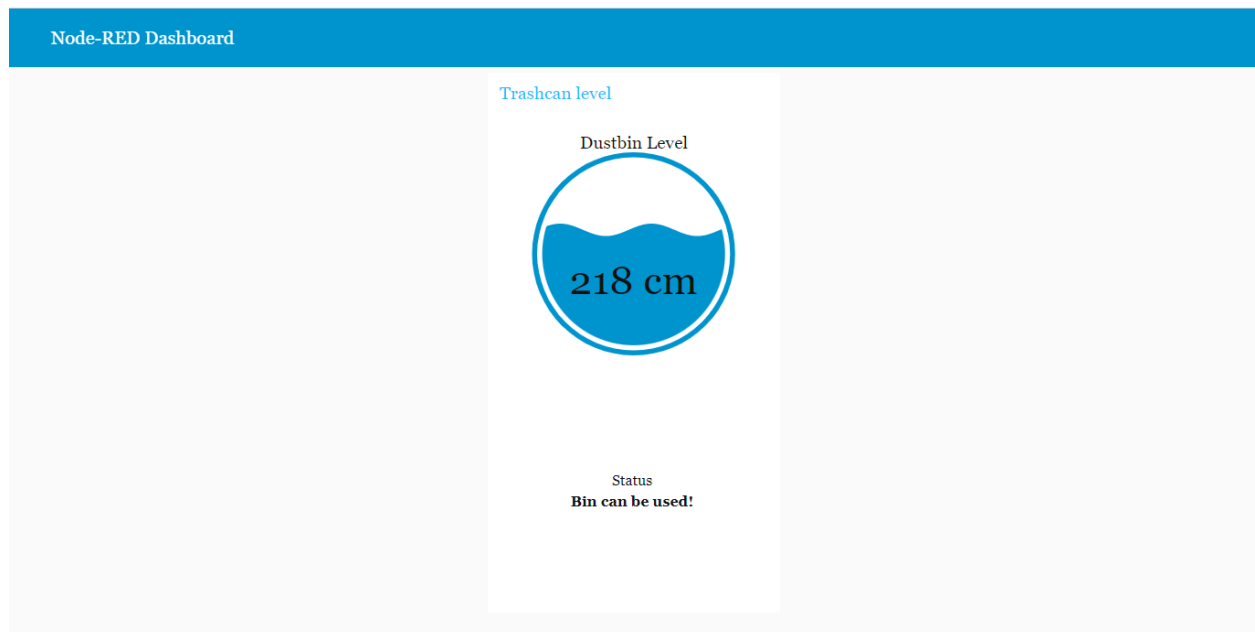 Node-RED Dashboard
Trashcan level
Dustbin Level
218 cm
Status
Bin can be used!